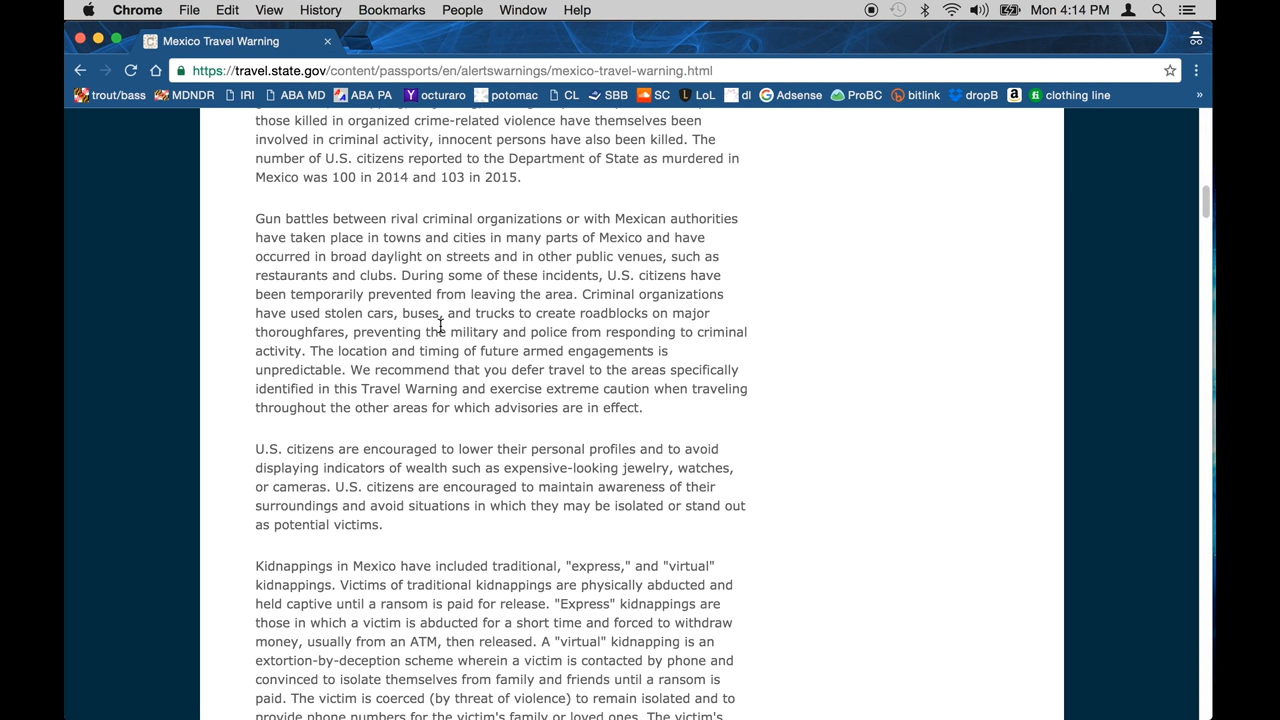 Chrome File Edit View History Bookmarks People Window Help Mon 4:14 PM
Mexico Travel Warning
https://travel.state.gov/content/passports/en/alertswarnings/mexico-travel-warning.html
trout/bass MDNDR IRI ABA MD ABA PA octuraro potomac CL SBB SC LoL dl Adsense ProBC bitlink dropB clothing line »
those killed in organized crime-related violence have themselves been
involved in criminal activity, innocent persons have also been killed. The
number of U.S. citizens reported to the Department of State as murdered in
Mexico was 100 in 2014 and 103 in 2015.
Gun battles between rival criminal organizations or with Mexican authorities
have taken place in towns and cities in many parts of Mexico and have
occurred in broad daylight on streets and in other public venues, such as
restaurants and clubs. During some of these incidents, U.S. citizens have
been temporarily prevented from leaving the area. Criminal organizations
have used stolen cars, buses, and trucks to create roadblocks on major
thoroughfares, preventing the military and police from responding to criminal
activity. The location and timing of future armed engagements is
unpredictable. We recommend that you defer travel to the areas specifically
identified in this Travel Warning and exercise extreme caution when traveling
throughout the other areas for which advisories are in effect.
U.S. citizens are encouraged to lower their personal profiles and to avoid
displaying indicators of wealth such as expensive-looking jewelry, watches,
or cameras. U.S. citizens are encouraged to maintain awareness of their
surroundings and avoid situations in which they may be isolated or stand out
as potential victims.
Kidnappings in Mexico have included traditional, "express," and "virtual"
kidnappings. Victims of traditional kidnappings are physically abducted and
held captive until a ransom is paid for release. "Express" kidnappings are
those in which a victim is abducted for a short time and forced to withdraw
money, usually from an ATM, then released. A "virtual" kidnapping is an
extortion-by-deception scheme wherein a victim is contacted by phone and
convinced to isolate themselves from family and friends until a ransom is
paid. The victim is coerced (by threat of violence) to remain isolated and to
provide phone numbers for the victim's family or loved ones. The victim's